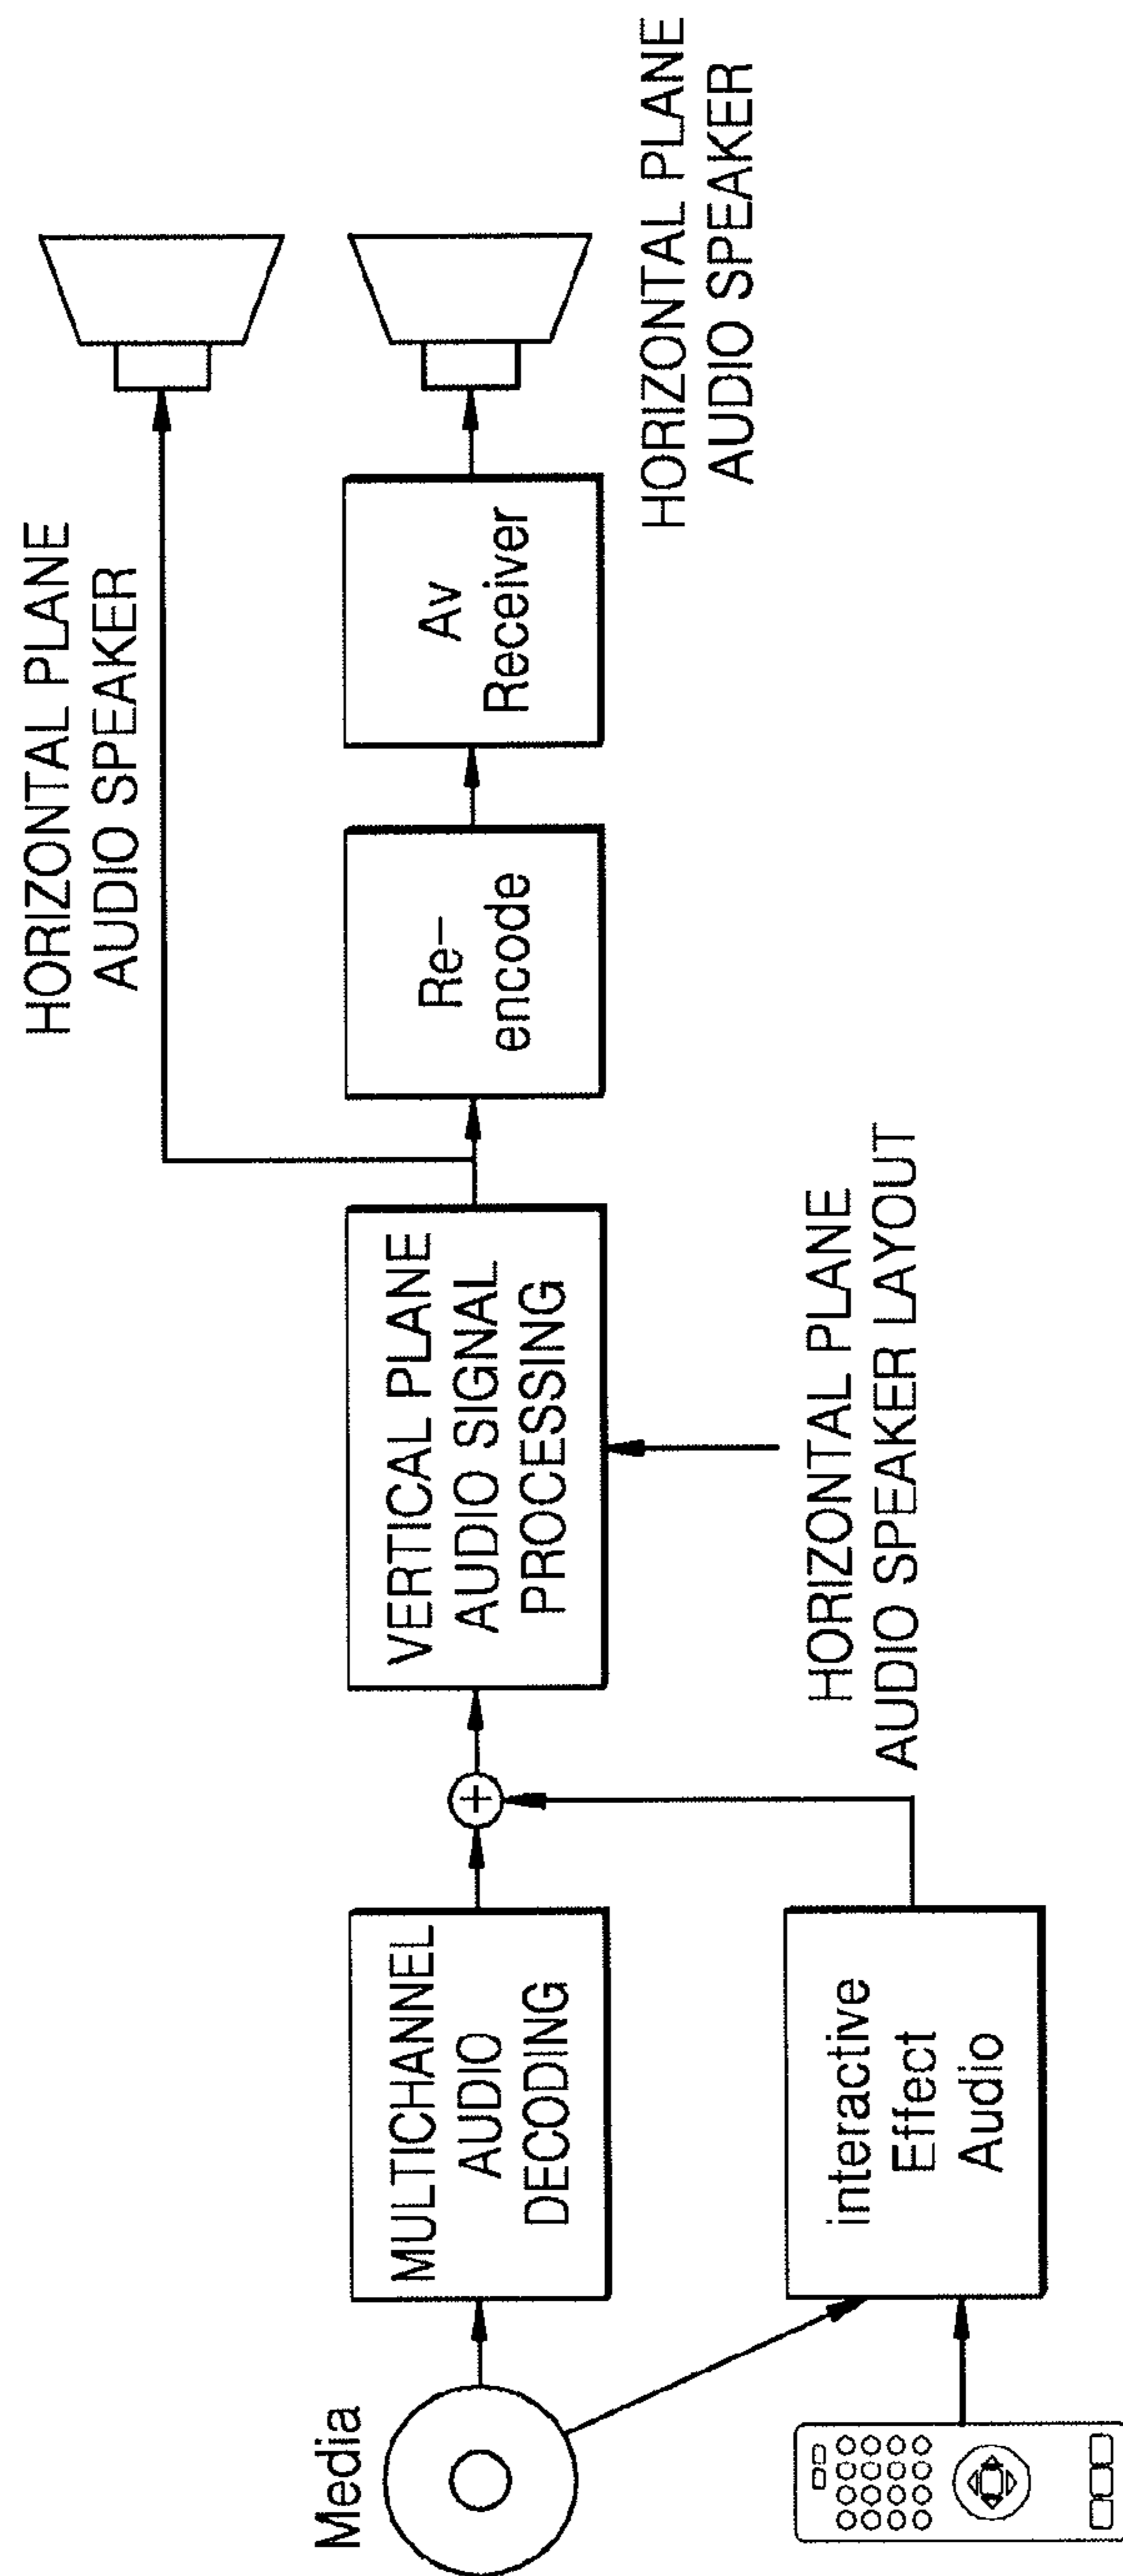 HORIZONTAL PLANE
AUDIO SPEAKER
Media
MULTICHANNEL
AUDIO
DECODING
+
VERTICAL PLANE
AUDIO SIGNAL
PROCESSING
Re-
encode
Av
Receiver
HORIZONTAL PLANE
AUDIO SPEAKER
interactive
Effect
Audio
HORIZONTAL PLANE
AUDIO SPEAKER LAYOUT